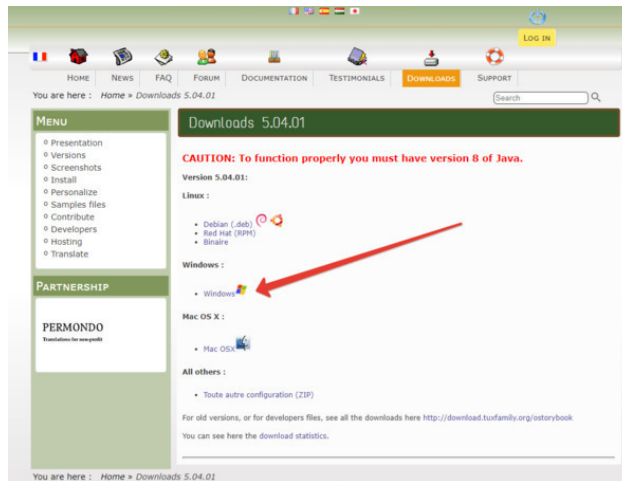 LOG IN
HOME NEWS FAQ FORUM DOCUMENTATION TESTIMONIALS DOWNLOADS SUPPORT
You are here : Home » Downloads 5.04.01
Search
MENU
Presentation
Versions
Screenshots
Install
Personalize
Samples files
Contribute
Developers
Hosting
Translate
PARTNERSHIP
PERMONDO
Translations for non-profit
Downloads 5.04.01
CAUTION: To function properly you must have version 8 of Java.
Version 5.04.01:
Linux :
Debian (.deb)
Red Hat (RPM)
Binaire
Windows :
Windows
Mac OS X :
Mac OSX
All others :
Toute autre configuration (ZIP)
For old versions, or for developers files, see all the downloads here http://download.tuxfamily.org/ostorybook
You can see here the download statistics.
You are here : Home » Downloads 5.04.01